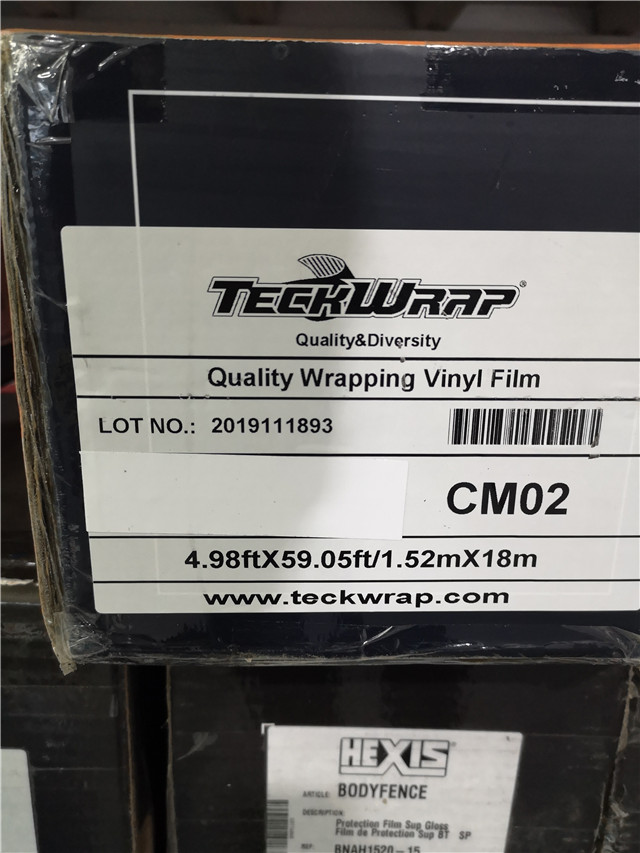 TECKWRAP®
Quality&Diversity
Quality Wrapping Vinyl Film
LOT NO.: 2019111893
CM02
4.98ftX59.05ft/1.52mX18m
www.teckwrap.com
HEXIS
ARTICLE: BODYFENCE
DESCRIPTION:
Protection Film Sup Gloss
Film de Protection Sup BT SP
REF: BNAH1520-15